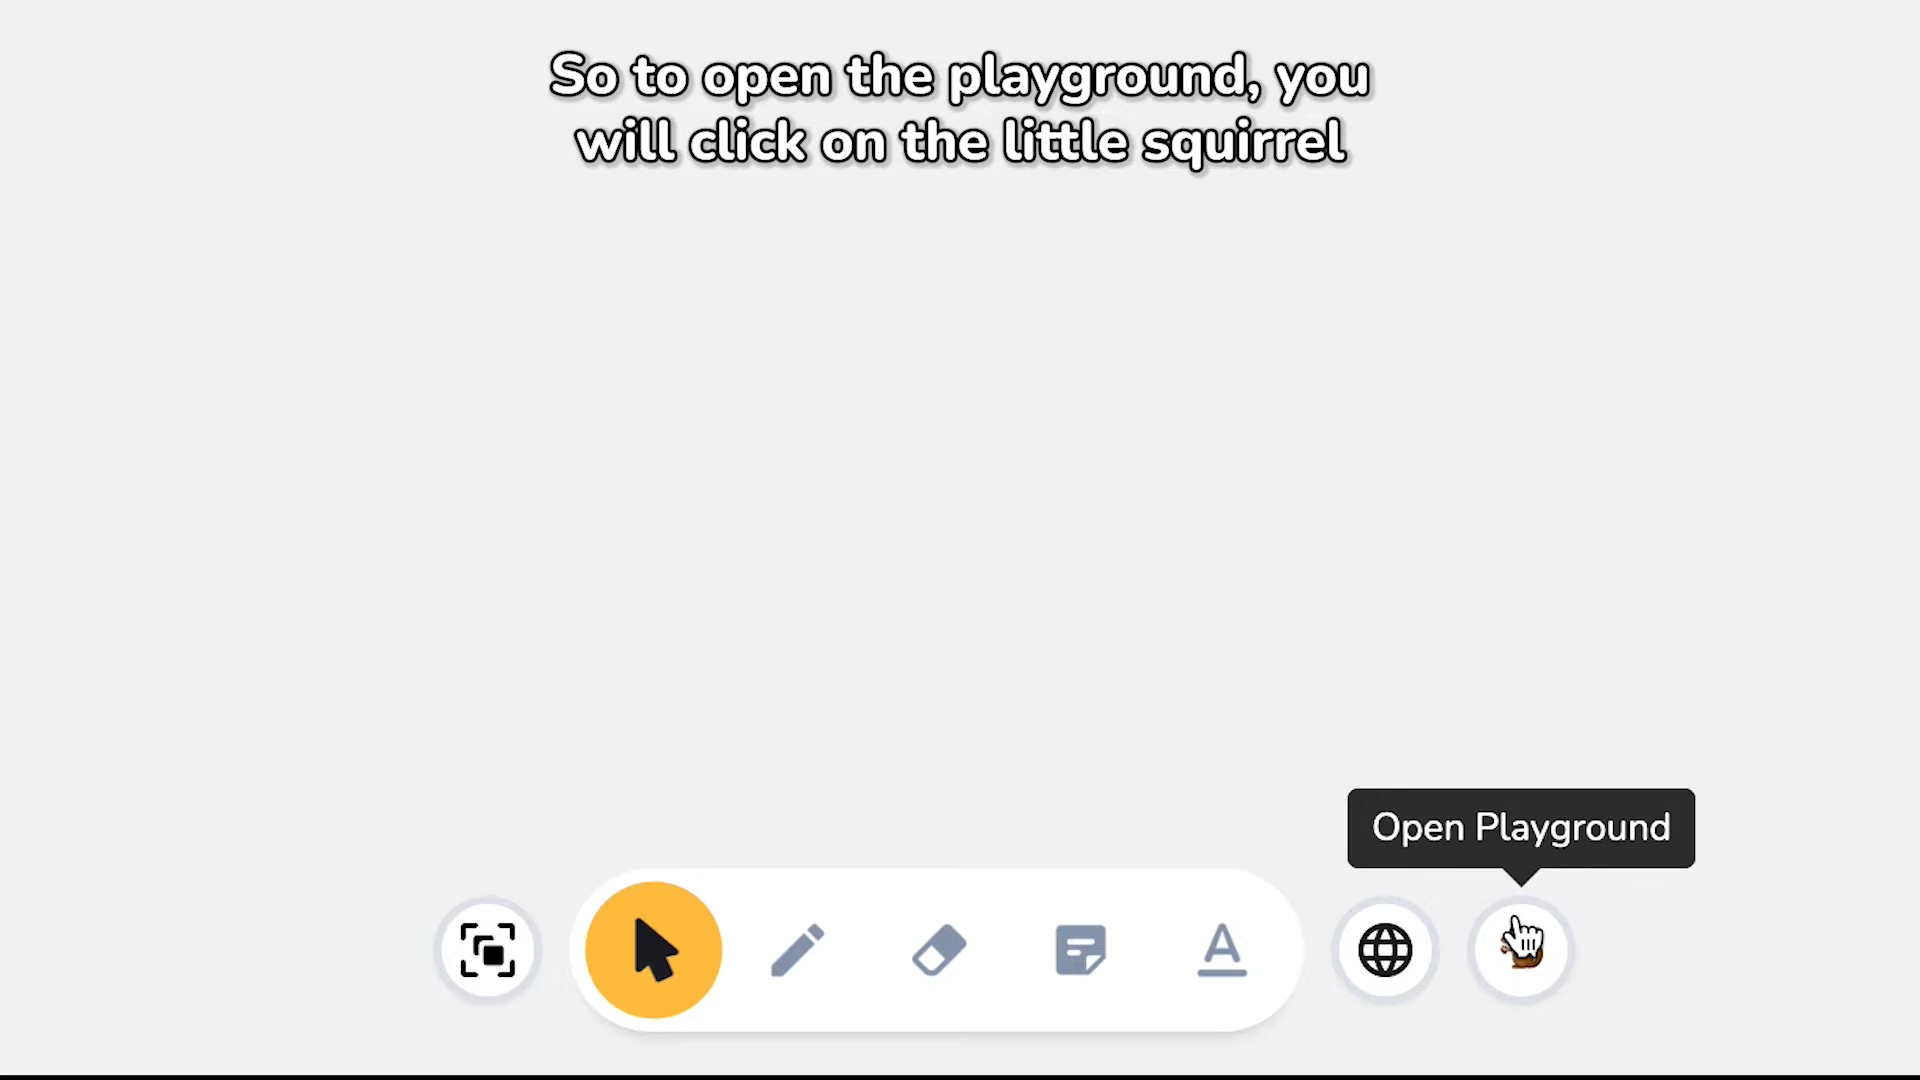 So to open the playground, you
will click on the little squirrel
Open Playground
A